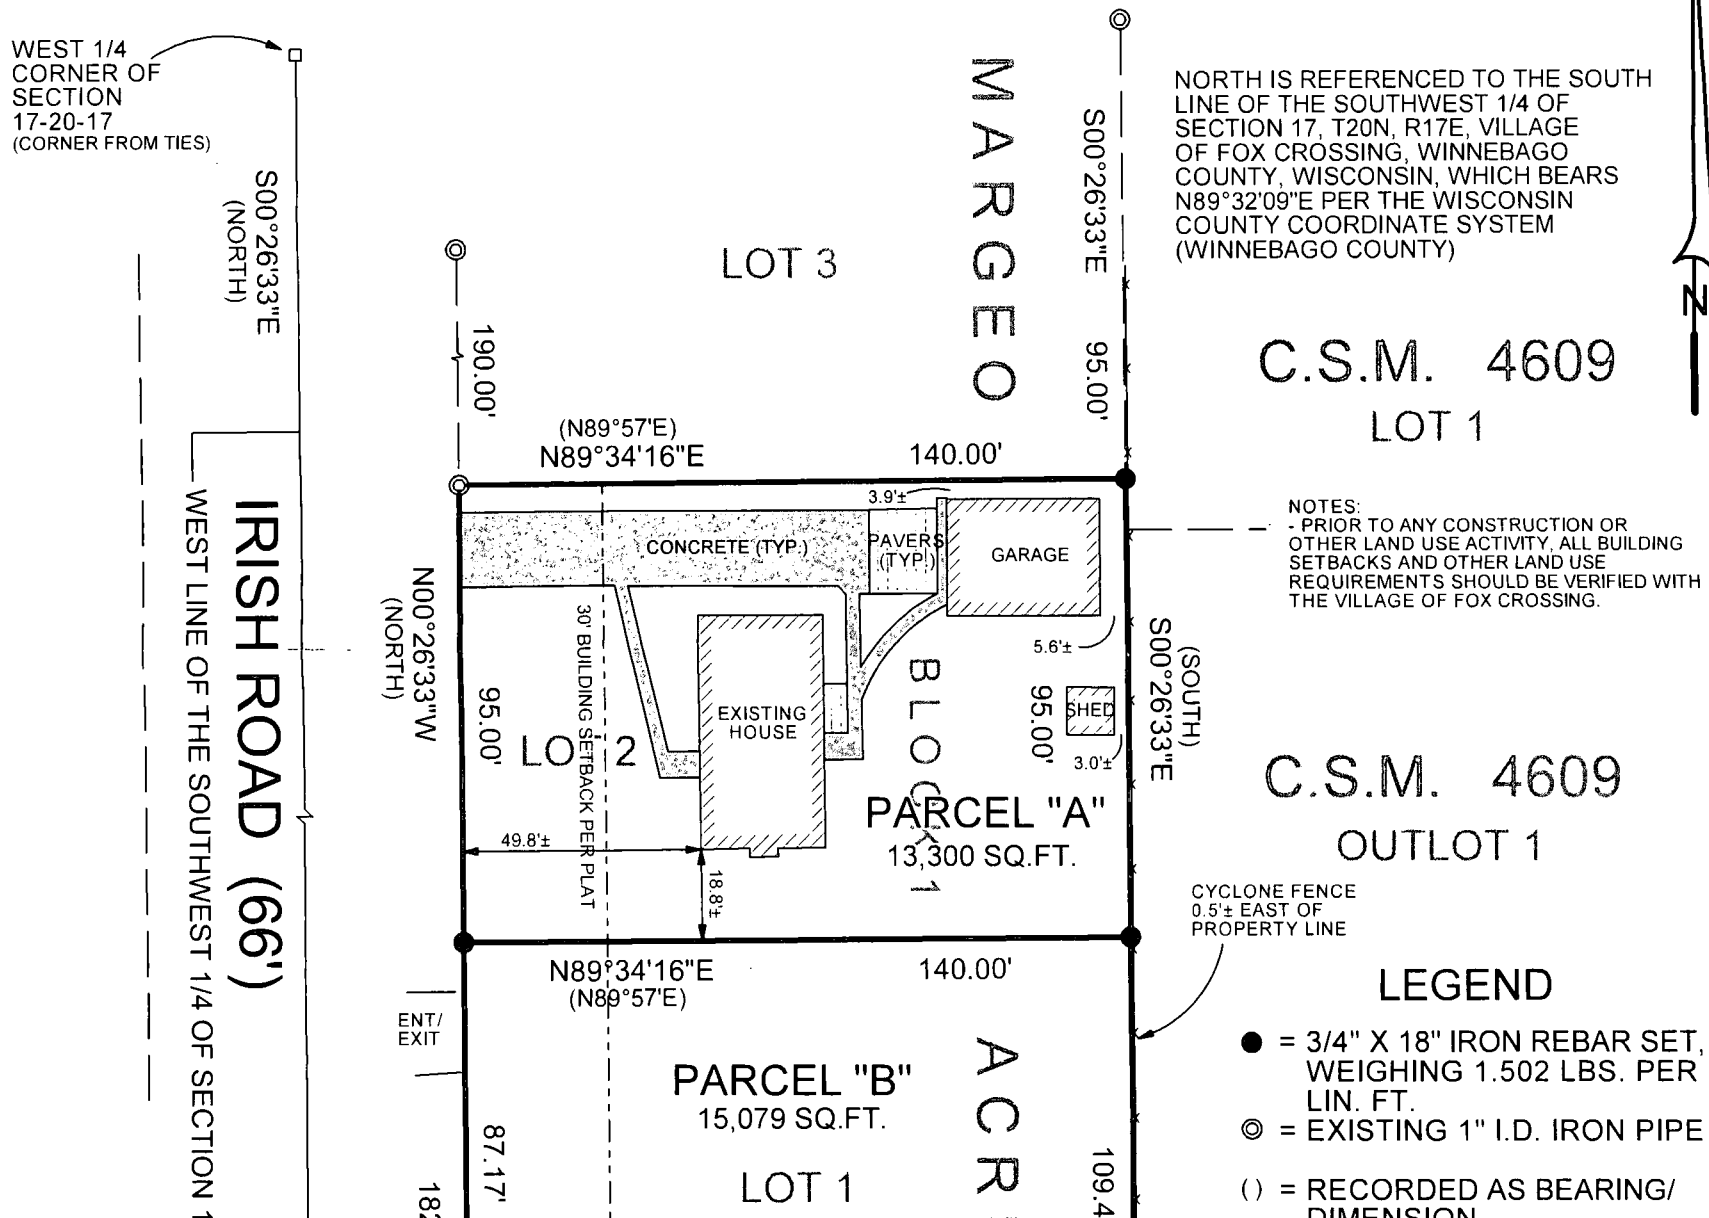 WEST 1/4
CORNER OF
SECTION
17-20-17
(CORNER FROM TIES)
S00°26'33"E
(NORTH)
190.00'
LOT 3
MARGEO
S00°26'33"E
95.00'
NORTH IS REFERENCED TO THE SOUTH
LINE OF THE SOUTHWEST 1/4 OF
SECTION 17, T20N, R17E, VILLAGE
OF FOX CROSSING, WINNEBAGO
COUNTY, WISCONSIN, WHICH BEARS
N89°32'09"E PER THE WISCONSIN
COUNTY COORDINATE SYSTEM
(WINNEBAGO COUNTY)
N
C.S.M. 4609
LOT 1
(N89°57'E)
N89°34'16"E
140.00'
3.9'±
CONCRETE (TYP.)
PAVERS
(TYP.)
GARAGE
NOTES:
- PRIOR TO ANY CONSTRUCTION OR
OTHER LAND USE ACTIVITY, ALL BUILDING
SETBACKS AND OTHER LAND USE
REQUIREMENTS SHOULD BE VERIFIED WITH
THE VILLAGE OF FOX CROSSING.
IRISH ROAD (66')
WEST LINE OF THE SOUTHWEST 1/4 OF SECTION 1
N00°26'33"W
(NORTH)
95.00'
30' BUILDING SETBACK PER PLAT
LOT 2
EXISTING
HOUSE
BLOCK 1
5.6'±
SHED
95.00'
3.0'±
(SOUTH)
S00°26'33"E
PARCEL "A"
13,300 SQ.FT.
49.8'±
18.8'±
C.S.M. 4609
OUTLOT 1
CYCLONE FENCE
0.5'± EAST OF
PROPERTY LINE
N89°34'16"E
(N89°57'E)
140.00'
ENT/
EXIT
PARCEL "B"
15,079 SQ.FT.
LOT 1
ACR
87.17'
182
109.4
LEGEND
= 3/4" X 18" IRON REBAR SET,
WEIGHING 1.502 LBS. PER
LIN. FT.
= EXISTING 1" I.D. IRON PIPE
( ) = RECORDED AS BEARING/
DIMENSION